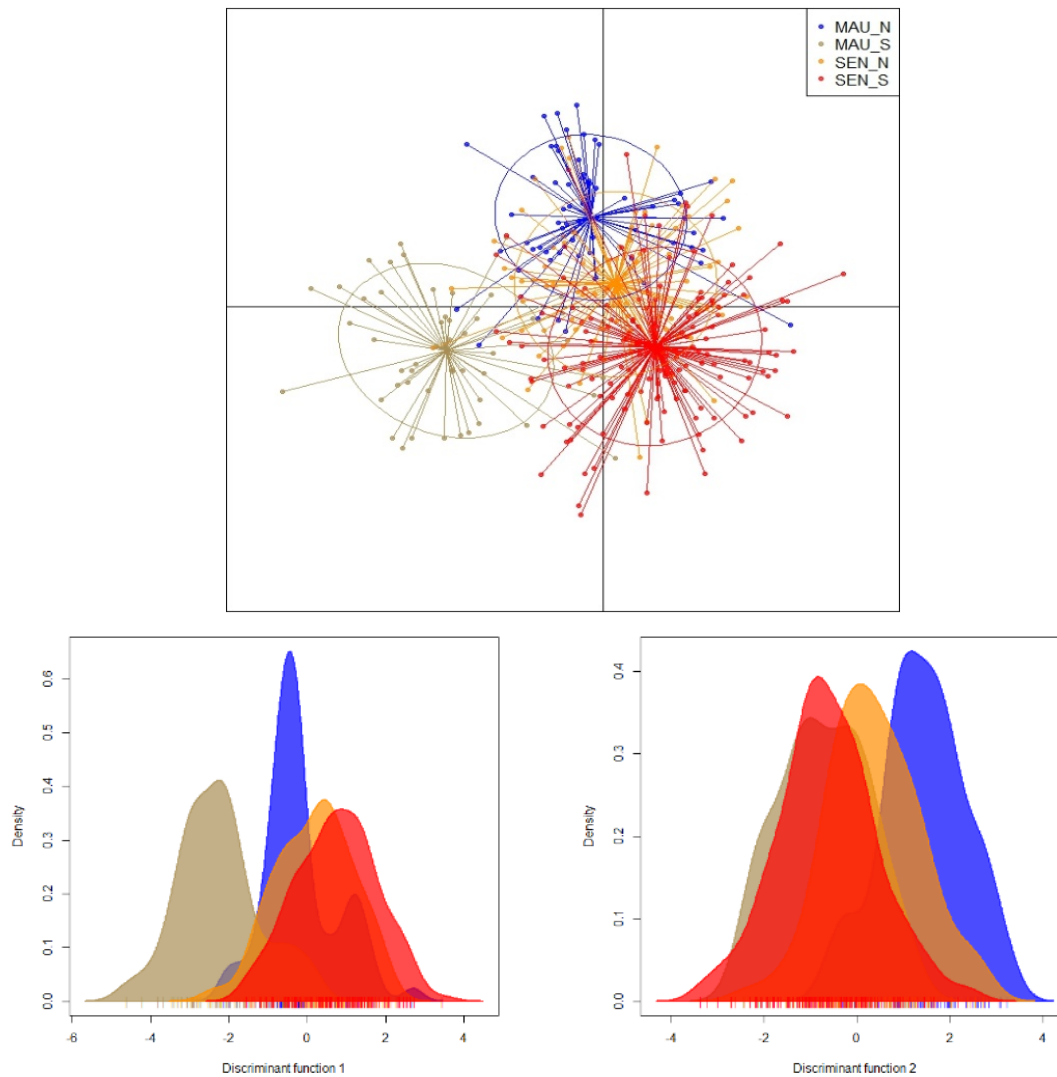 MAU_N
MAU_S
SEN_N
SEN_S
Density
0.0 0.1 0.2 0.3 0.4 0.5 0.6
-6 -4 -2 0 2 4
Discriminant function 1
Density
0.0 0.1 0.2 0.3 0.4
-4 -2 0 2 4
Discriminant function 2